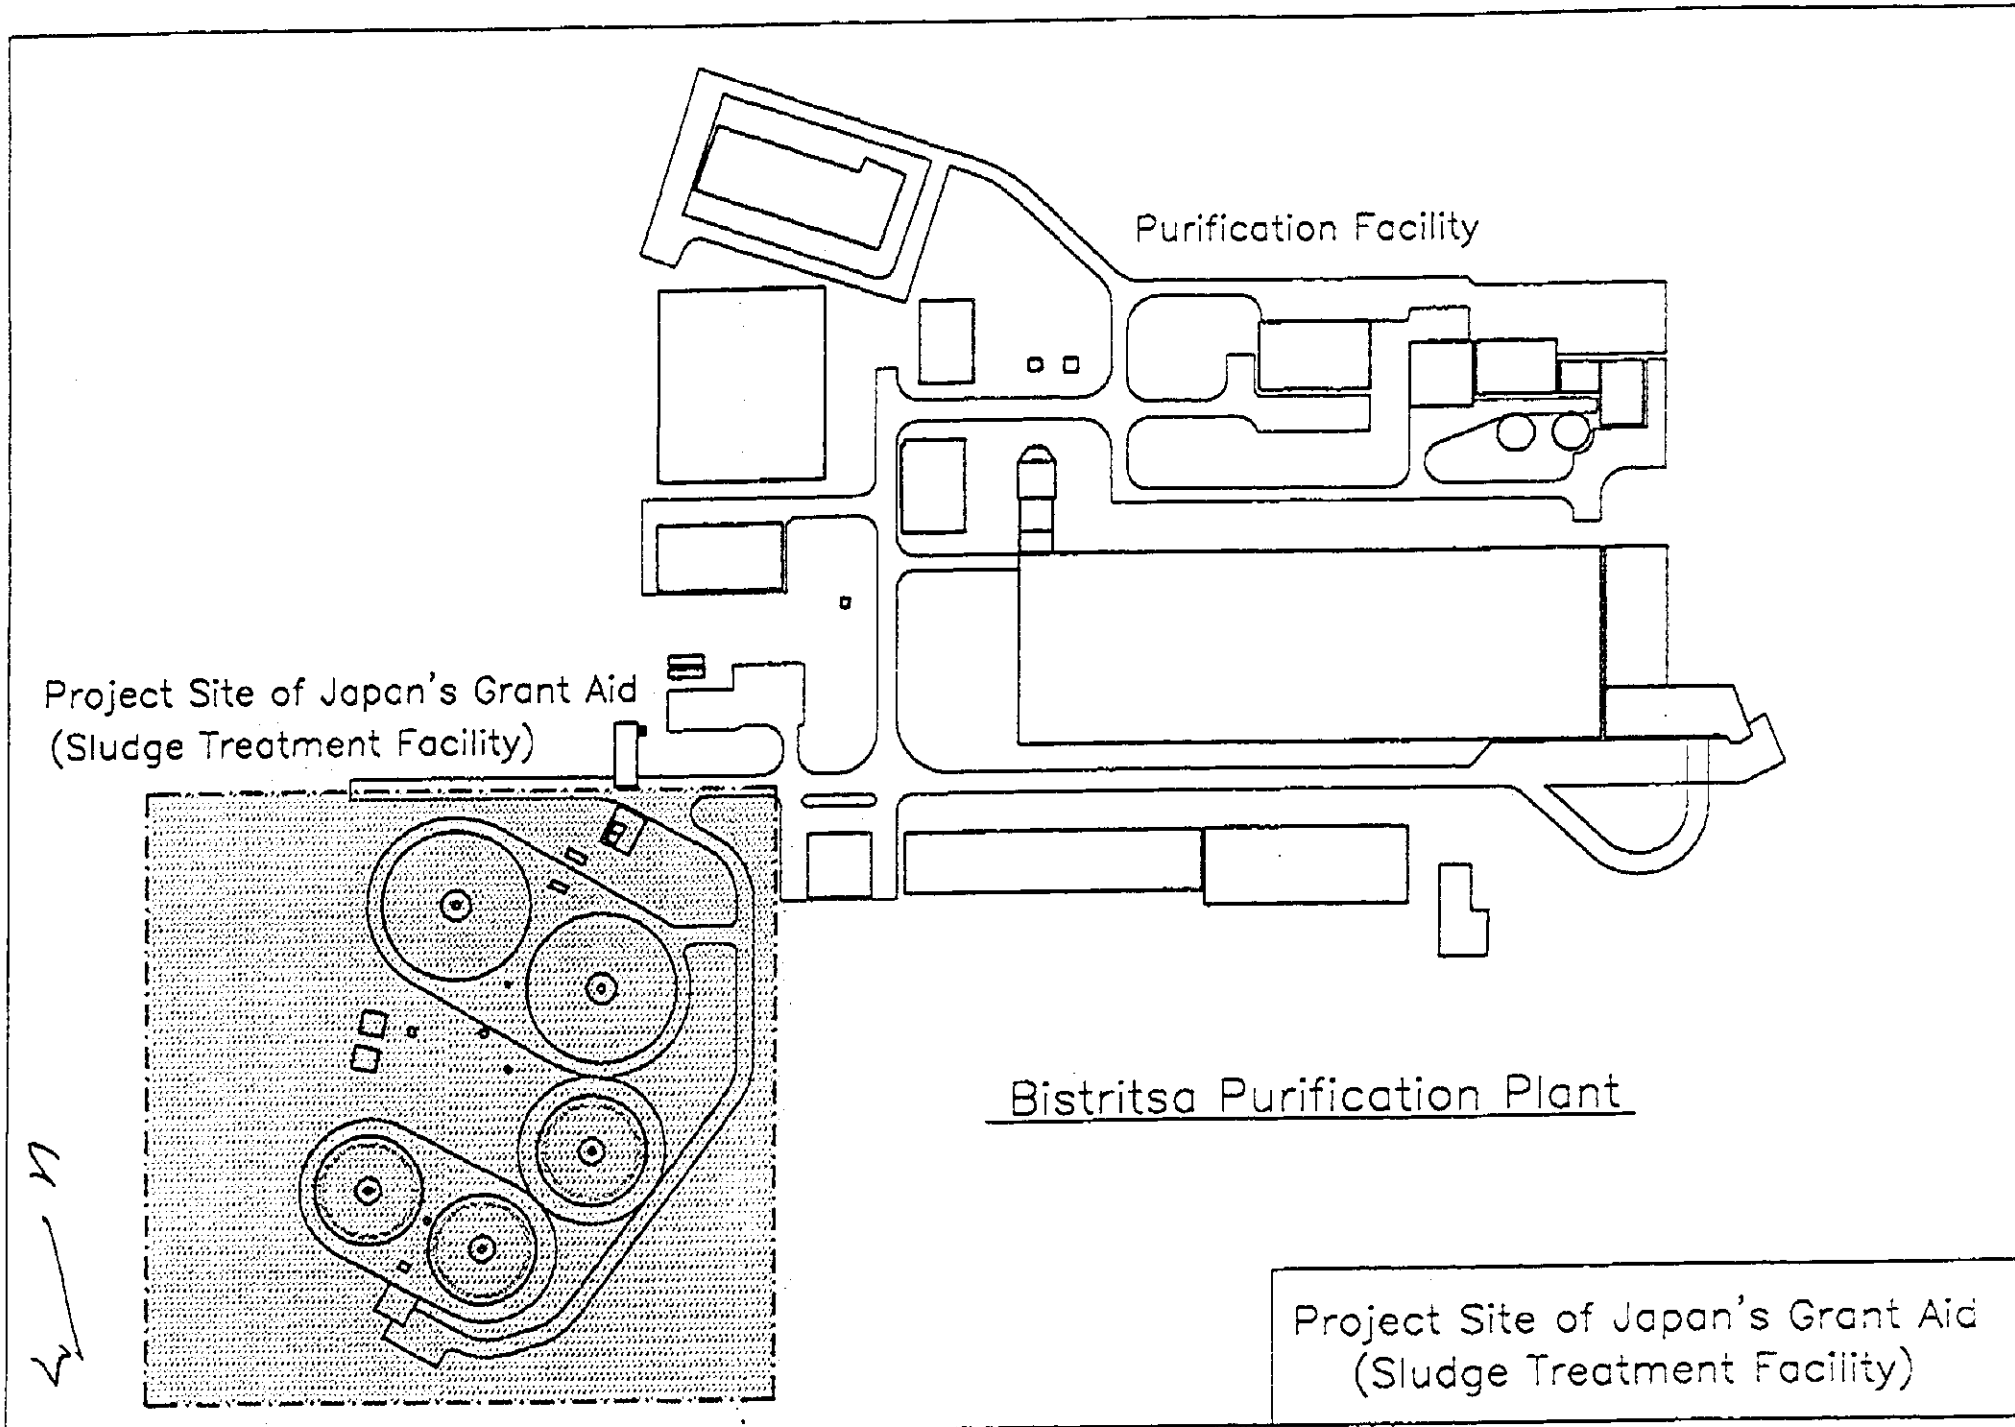 Purification Facility
Project Site of Japan's Grant Aid
(Sludge Treatment Facility)
Bistritsa Purification Plant
Project Site of Japan's Grant Aid
(Sludge Treatment Facility)